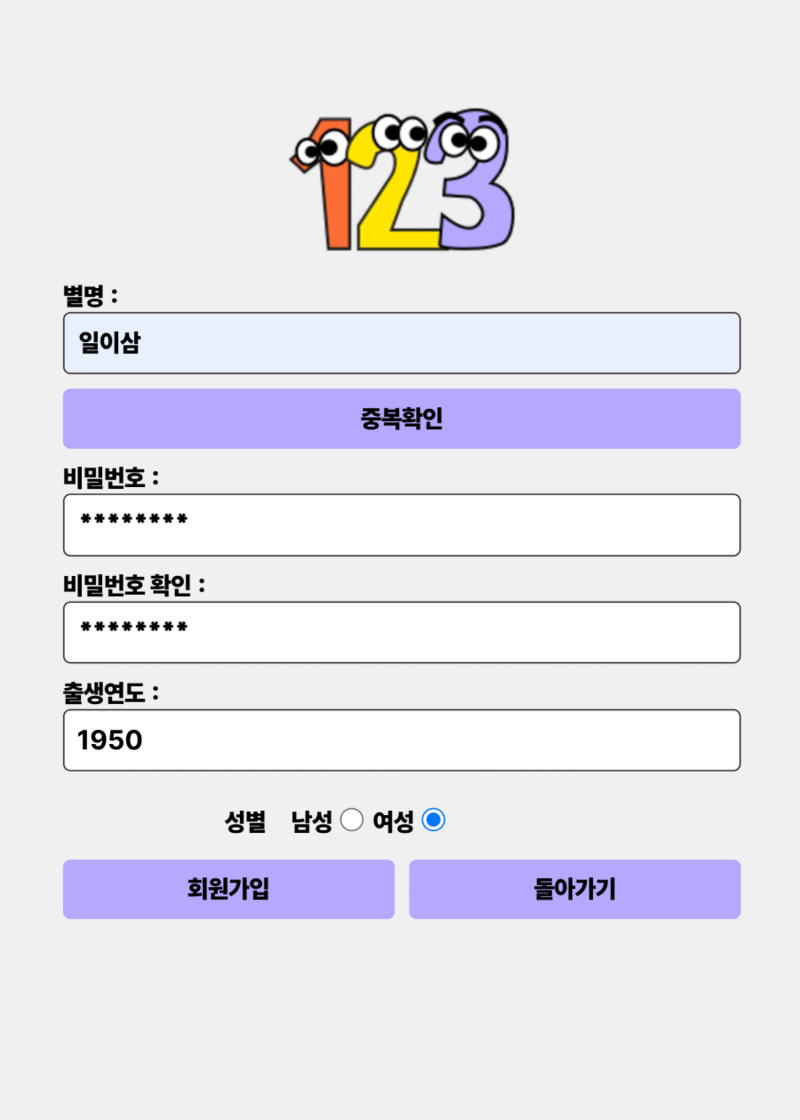 123
별명 :
일이삼
중복확인
비밀번호 :
********
비밀번호 확인 :
********
출생연도 :
1950
성별 남성 여성
회원가입 돌아가기